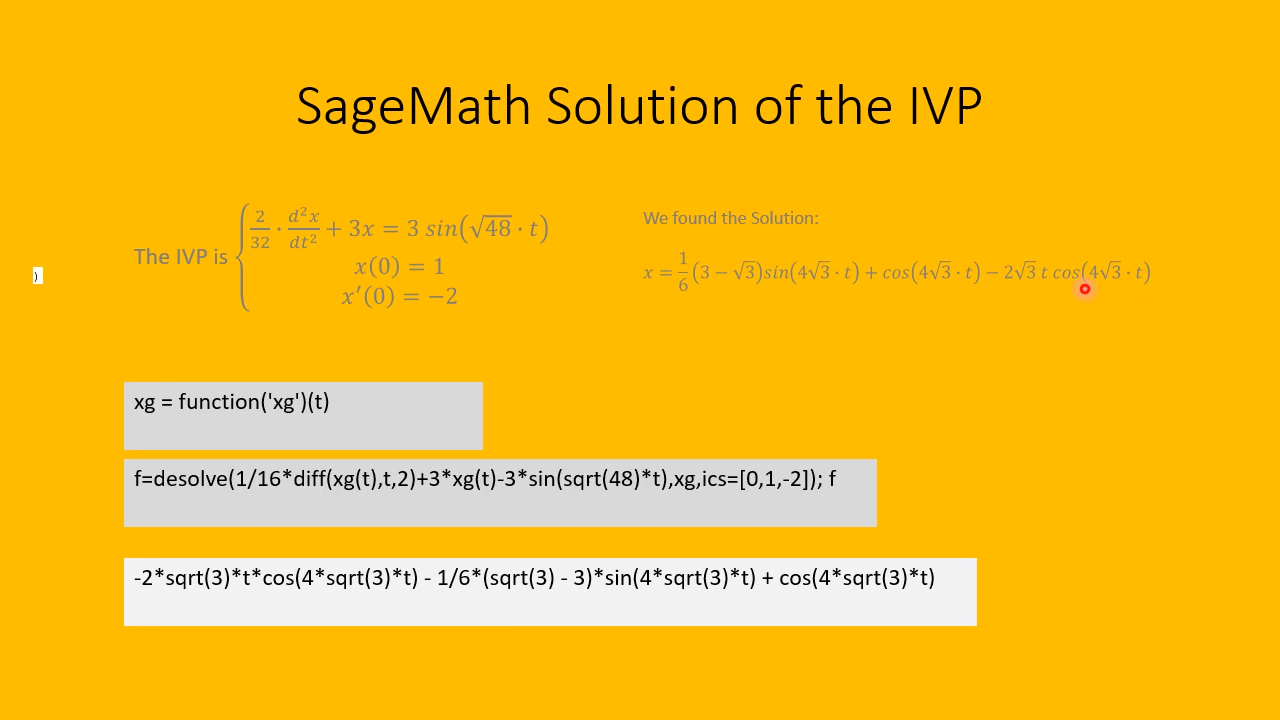 SageMath Solution of the IVP
The IVP is { 2/32 · d²x/dt² + 3x = 3 sin(√48 · t)
x(0) = 1
x′(0) = −2
We found the Solution:
x = 1/6 (3 − √3)sin(4√3 · t) + cos(4√3 · t) − 2√3 t cos(4√3 · t)
)
xg = function('xg')(t)
f=desolve(1/16*diff(xg(t),t,2)+3*xg(t)-3*sin(sqrt(48)*t),xg,ics=[0,1,-2]); f
-2*sqrt(3)*t*cos(4*sqrt(3)*t) - 1/6*(sqrt(3) - 3)*sin(4*sqrt(3)*t) + cos(4*sqrt(3)*t)